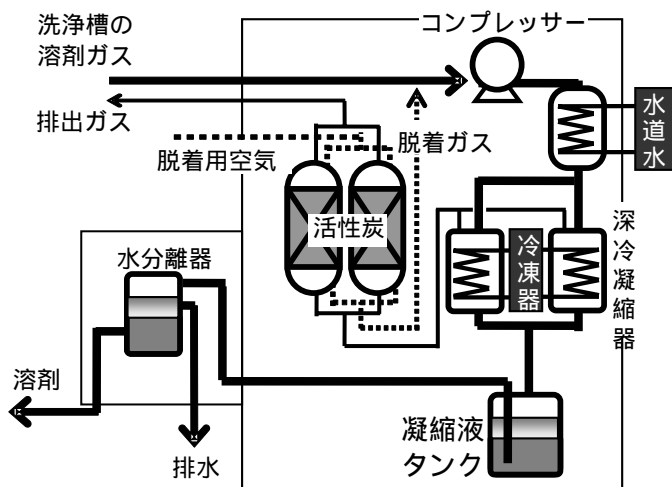 洗浄槽の
溶剤ガス
コンプレッサー
排出ガス
水道水
脱着用空気
脱着ガス
活性炭
冷凍器
深冷凝縮器
水分離器
溶剤
排水
凝縮液
タンク